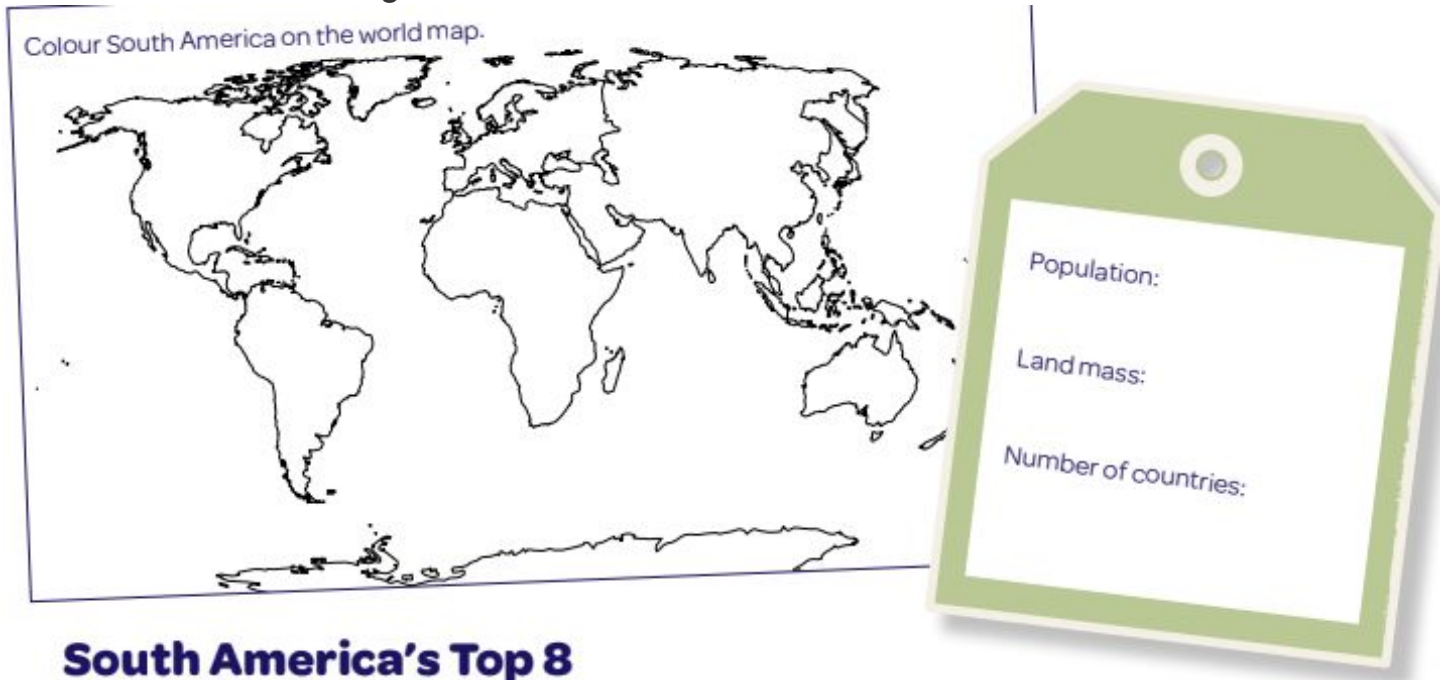 Colour South America on the world map.
Population:
Land mass:
Number of countries:
South America's Top 8